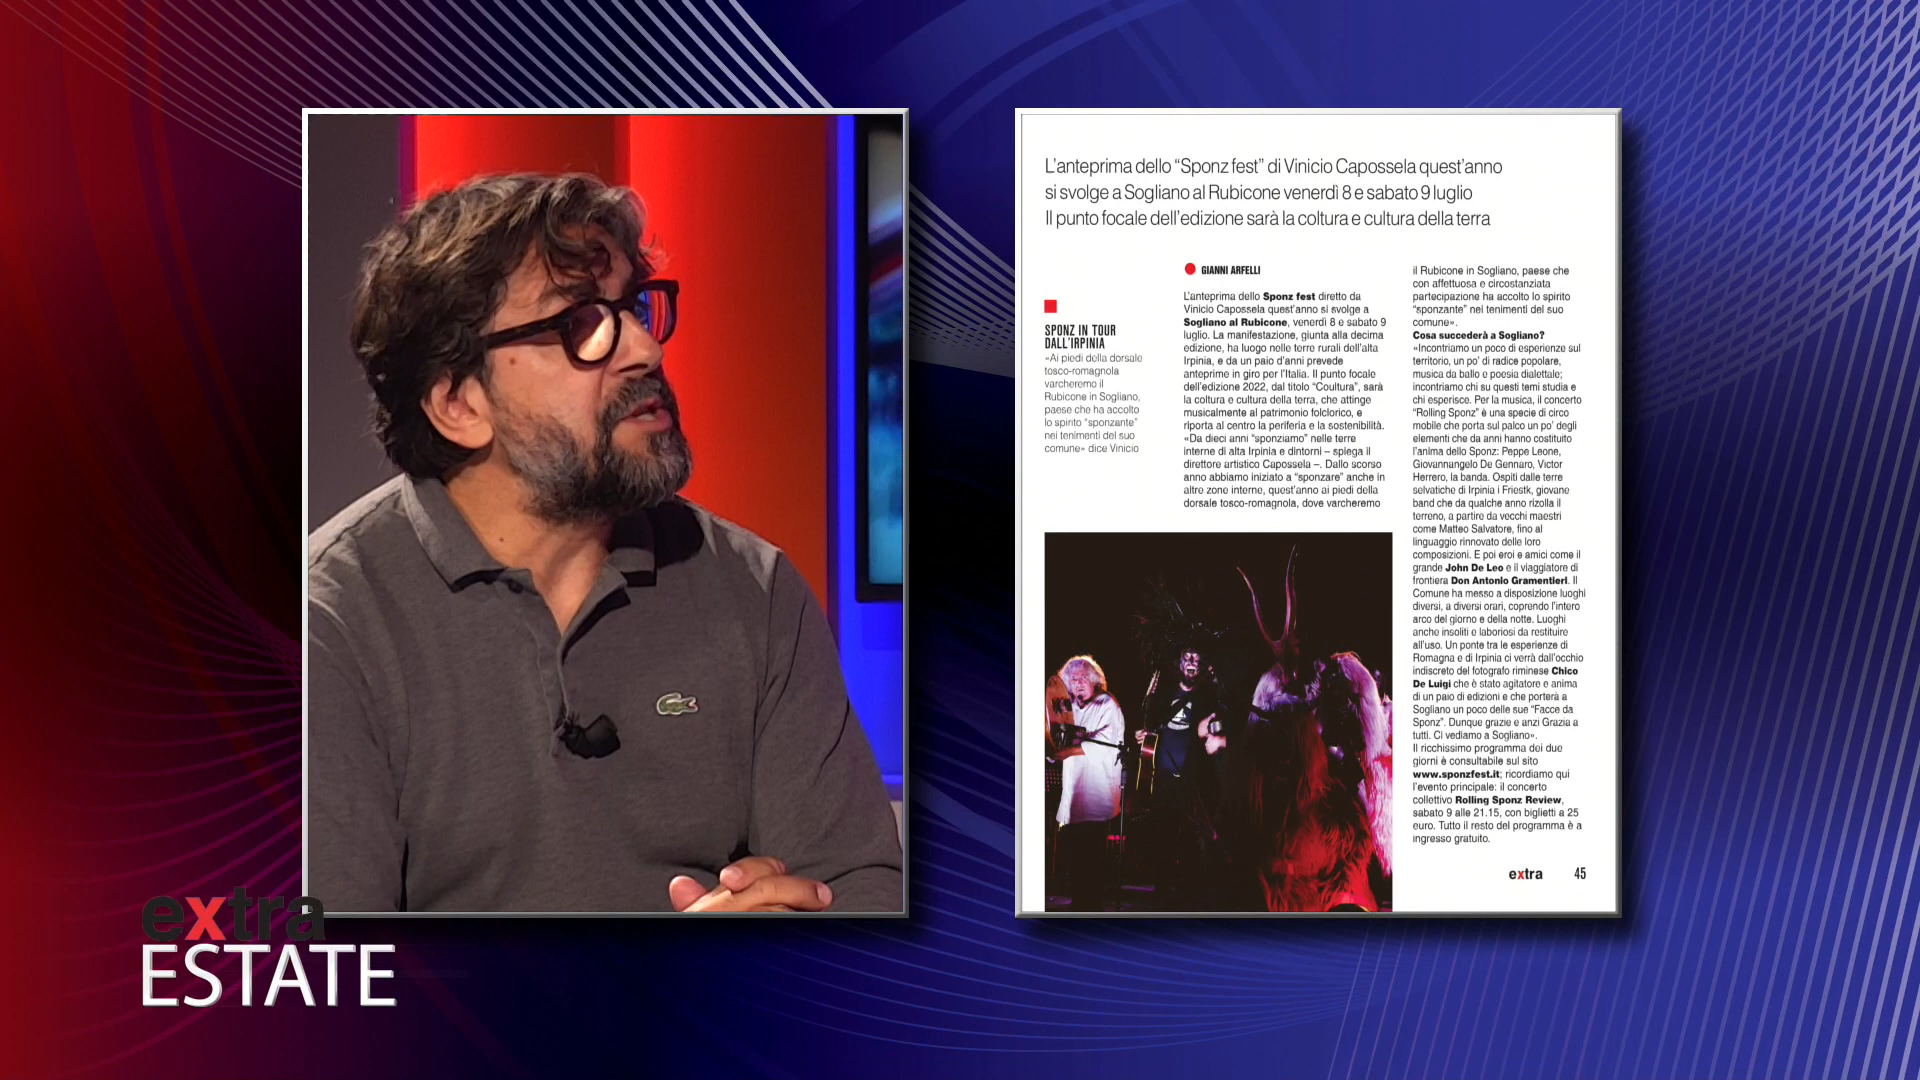 L'anteprima dello “Sponz fest” di Vinicio Capossela quest'anno
si svolge a Sogliano al Rubicone venerdì 8 e sabato 9 luglio
Il punto focale dell'edizione sarà la coltura e cultura della terra
SPONZ IN TOUR
DALL'IRPINIA
«Ai piedi della dorsale
tosco-romagnola
varcheremo il
Rubicone in Sogliano,
paese che ha accolto
lo spirito “sponzante”
nei tenimenti del suo
comune» dice Vinicio
GIANNI ARFELLI
L'anteprima dello Sponz fest diretto da
Vinicio Capossela quest'anno si svolge a
Sogliano al Rubicone, venerdì 8 e sabato 9
luglio. La manifestazione, giunta alla decima
edizione, ha luogo nelle terre rurali dell'alta
Irpinia, e da un paio d'anni prevede
anteprime in giro per l'Italia. Il punto focale
dell'edizione 2022, dal titolo “Coultura”, sarà
la coltura e cultura della terra, che attinge
musicalmente al patrimonio folclorico, e
riporta al centro la periferia e la sostenibilità.
«Da dieci anni “sponziamo” nelle terre
interne di alta Irpinia e dintorni – spiega il
direttore artistico Capossela –. Dallo scorso
anno abbiamo iniziato a “sponzare” anche in
altre zone interne, quest'anno ai piedi della
dorsale tosco-romagnola, dove varcheremo
il Rubicone in Sogliano, paese che
con affettuosa e circostanziata
partecipazione ha accolto lo spirito
“sponzante” nei tenimenti del suo
comune».
Cosa succederà a Sogliano?
«Incontriamo un poco di esperienze sul
territorio, un po' di radice popolare,
musica da ballo e poesia dialettale;
incontriamo chi su questi temi studia e
chi esperisce. Per la musica, il concerto
“Rolling Sponz” è una specie di circo
mobile che porta sul palco un po' degli
elementi che da anni hanno costituito
l'anima dello Sponz: Peppe Leone,
Giovannangelo De Gennaro, Victor
Herrero, la banda. Ospiti dalle terre
selvatiche di Irpinia i Friestk, giovane
band che da qualche anno rizolla il
terreno, a partire da vecchi maestri
come Matteo Salvatore, fino al
linguaggio rinnovato delle loro
composizioni. E poi eroi e amici come il
grande John De Leo e il viaggiatore di
frontiera Don Antonio Gramentieri. Il
Comune ha messo a disposizione luoghi
diversi, a diversi orari, coprendo l'intero
arco del giorno e della notte. Luoghi
anche insoliti e laboriosi da restituire
all'uso. Un ponte tra le esperienze di
Romagna e di Irpinia ci verrà dall'occhio
indiscreto del fotografo riminese Chico
De Luigi che è stato agitatore e anima
di un paio di edizioni e che porterà a
Sogliano un poco delle sue “Facce da
Sponz”. Dunque grazie e anzi Grazia a
tutti. Ci vediamo a Sogliano».
Il ricchissimo programma dei due
giorni è consultabile sul sito
www.sponzfest.it; ricordiamo qui
l'evento principale: il concerto
collettivo Rolling Sponz Review,
sabato 9 alle 21.15, con biglietti a 25
euro. Tutto il resto del programma è a
ingresso gratuito.
extra 45
extra
ESTATE